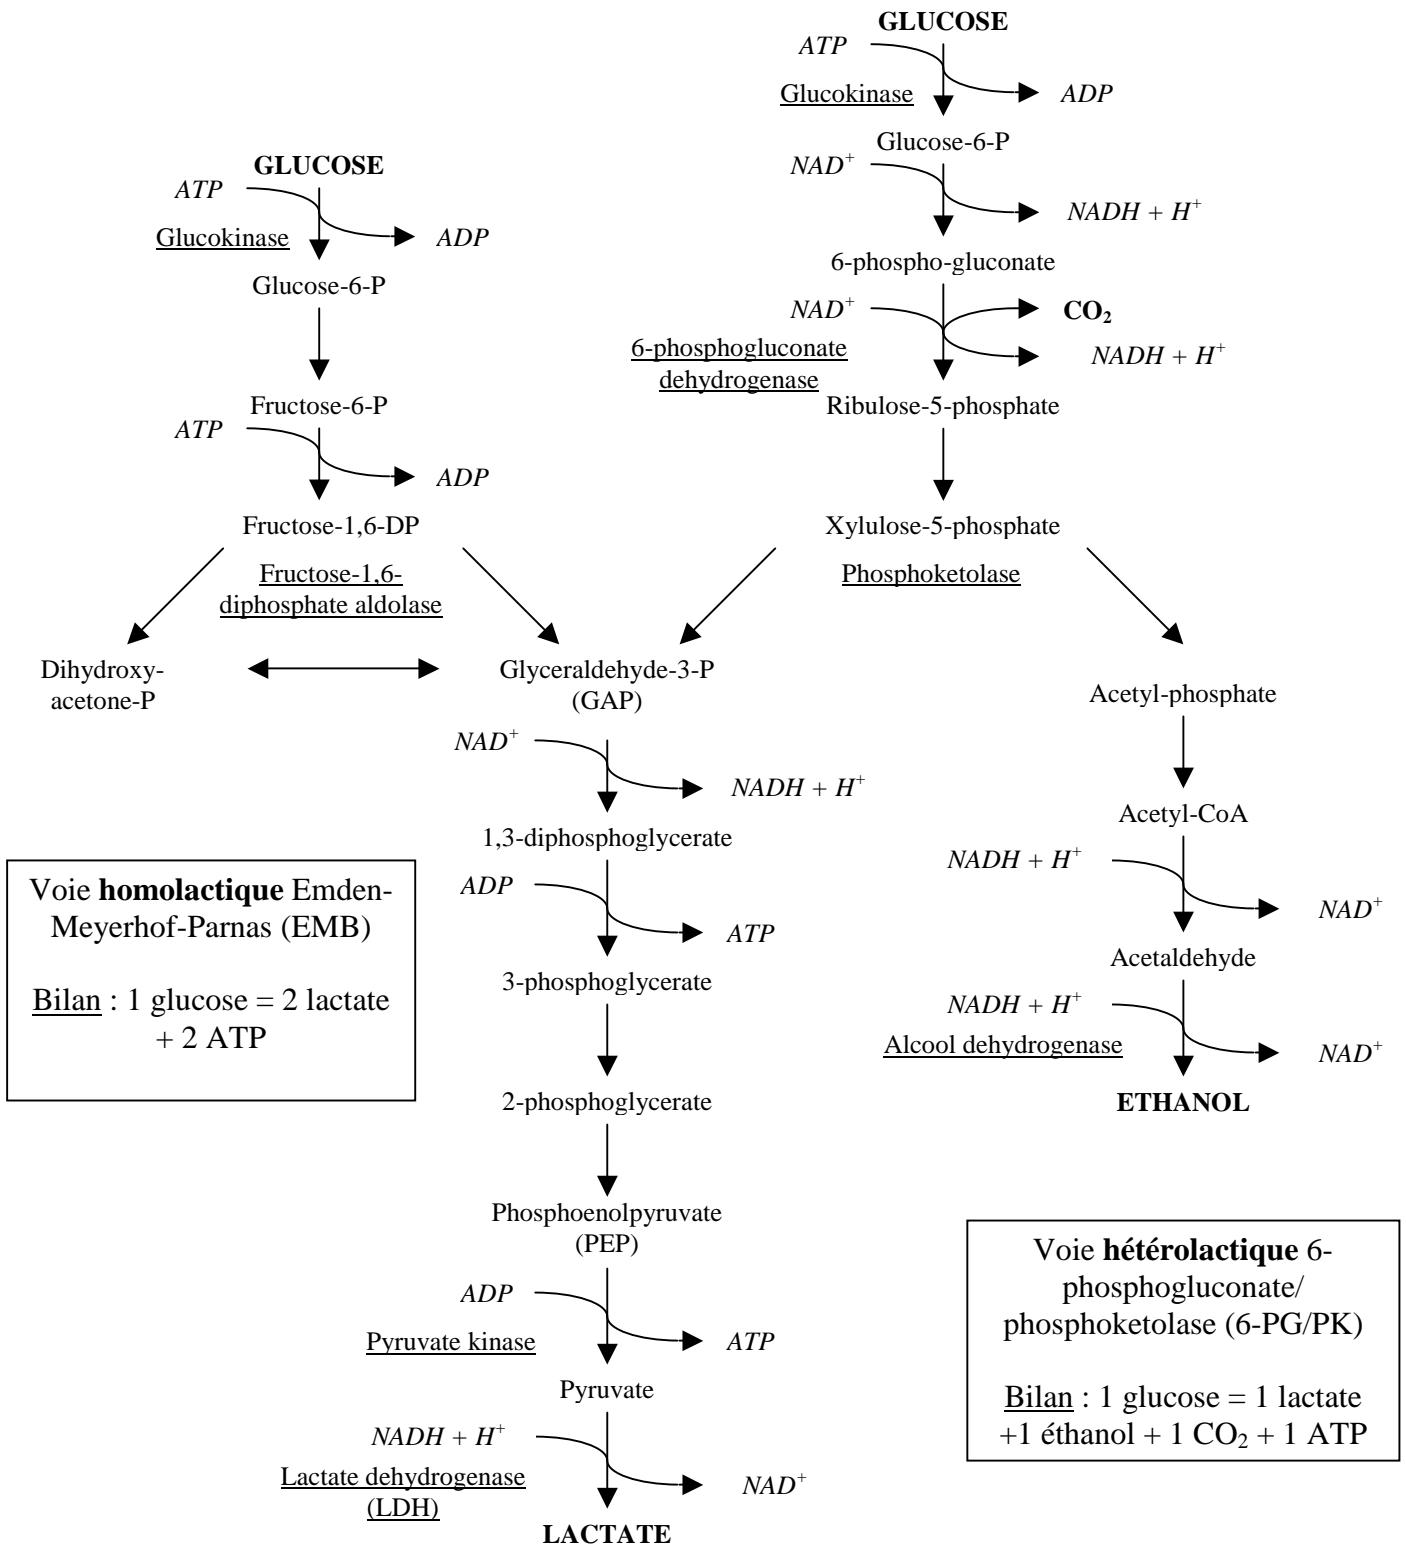 GLUCOSE
ATP
Glucokinase
ADP
Glucose-6-P
Fructose-6-P
ATP
ADP
Fructose-1,6-DP
Fructose-1,6-
diphosphate aldolase
Dihydroxy-
acetone-P
GLUCOSE
ATP
Glucokinase
ADP
Glucose-6-P
NAD⁺
NADH + H⁺
6-phospho-gluconate
NAD⁺
CO₂
NADH + H⁺
6-phosphogluconate
dehydrogenase
Ribulose-5-phosphate
Xylulose-5-phosphate
Phosphoketolase
Glyceraldehyde-3-P
(GAP)
NAD⁺
NADH + H⁺
1,3-diphosphoglycerate
ADP
ATP
3-phosphoglycerate
2-phosphoglycerate
Phosphoenolpyruvate
(PEP)
ADP
Pyruvate kinase
ATP
Pyruvate
NADH + H⁺
Lactate dehydrogenase
(LDH)
NAD⁺
LACTATE
Acetyl-phosphate
Acetyl-CoA
NADH + H⁺
NAD⁺
Acetaldehyde
NADH + H⁺
Alcool dehydrogenase
NAD⁺
ETHANOL
Voie homolactique Emden-
Meyerhof-Parnas (EMB)
Bilan : 1 glucose = 2 lactate
+ 2 ATP
Voie hétérolactique 6-
phosphogluconate/
phosphoketolase (6-PG/PK)
Bilan : 1 glucose = 1 lactate
+1 éthanol + 1 CO₂ + 1 ATP